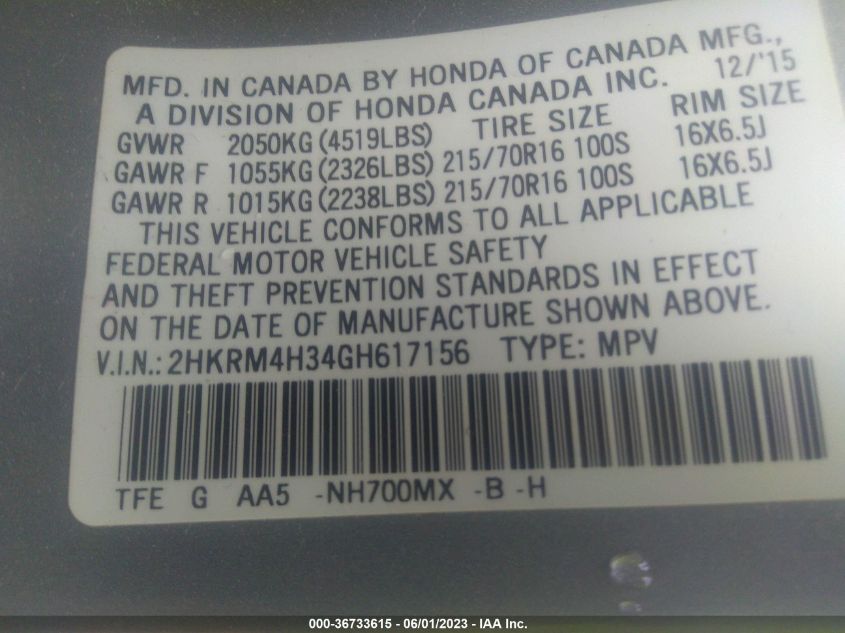 MFD. IN CANADA BY HONDA OF CANADA MFG.,
A DIVISION OF HONDA CANADA INC. 12/'15
GVWR 2050KG (4519LBS) TIRE SIZE RIM SIZE
GAWR F 1055KG (2326LBS) 215/70R16 100S 16X6.5J
GAWR R 1015KG (2238LBS) 215/70R16 100S 16X6.5J
THIS VEHICLE CONFORMS TO ALL APPLICABLE
FEDERAL MOTOR VEHICLE SAFETY
AND THEFT PREVENTION STANDARDS IN EFFECT
ON THE DATE OF MANUFACTURE SHOWN ABOVE.
V.I.N.: 2HKRM4H34GH617156 TYPE: MPV
TFE G AA5 -NH700MX -B -H
000-36733615 - 06/01/2023 - IAA Inc.